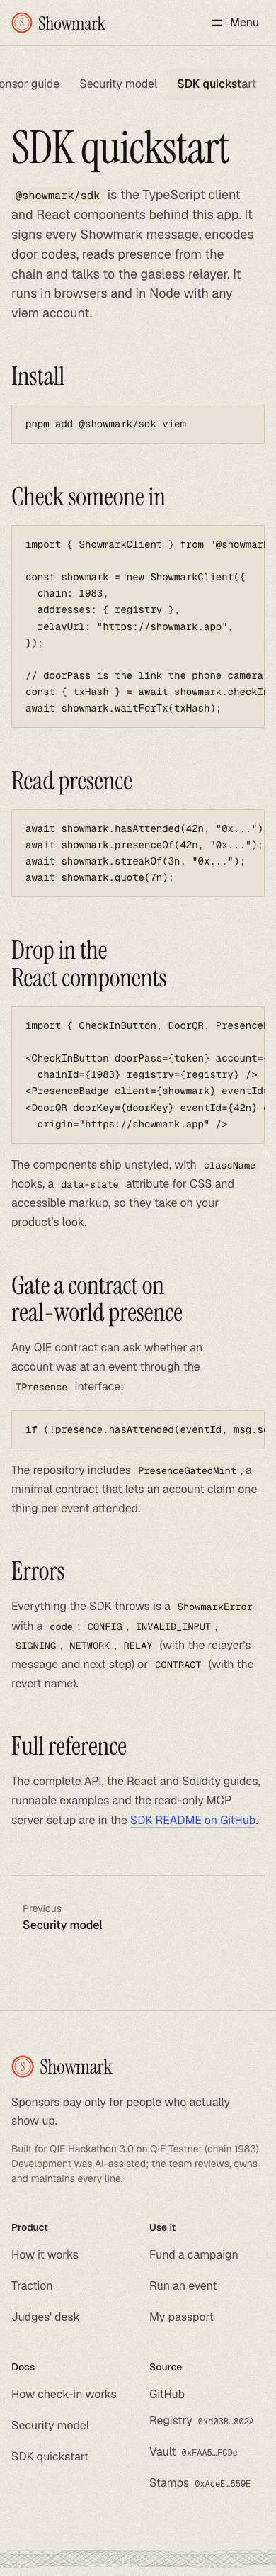 Showmark
Menu
onsor guide Security model SDK quickstart
SDK quickstart
@showmark/sdk is the TypeScript client
and React components behind this app. It
signs every Showmark message, encodes
door codes, reads presence from the
chain and talks to the gasless relayer. It
runs in browsers and in Node with any
viem account.
Install
pnpm add @showmark/sdk viem
Check someone in
import { ShowmarkClient } from "@showmark
const showmark = new ShowmarkClient({
chain: 1983,
addresses: { registry },
relayUrl: "https://showmark.app",
});
// doorPass is the link the phone camera
const { txHash } = await showmark.checkIn
await showmark.waitForTx(txHash);
Read presence
await showmark.hasAttended(42n, "0x...")
await showmark.presenceOf(42n, "0x...");
await showmark.streakOf(3n, "0x...");
await showmark.quote(7n);
Drop in the
React components
import { CheckInButton, DoorQR, Presence
<CheckInButton doorPass={token} account=
chainId={1983} registry={registry} />
<PresenceBadge client={showmark} eventId
<DoorQR doorKey={doorKey} eventId={42n}
origin="https://showmark.app" />
The components ship unstyled, with className
hooks, a data-state attribute for CSS and
accessible markup, so they take on your
product's look.
Gate a contract on
real-world presence
Any QIE contract can ask whether an
account was at an event through the
IPresence interface:
if (!presence.hasAttended(eventId, msg.se
The repository includes PresenceGatedMint, a
minimal contract that lets an account claim one
thing per event attended.
Errors
Everything the SDK throws is a ShowmarkError
with a code: CONFIG, INVALID_INPUT,
SIGNING, NETWORK, RELAY (with the relayer's
message and next step) or CONTRACT (with the
revert name).
Full reference
The complete API, the React and Solidity guides,
runnable examples and the read-only MCP
server setup are in the SDK README on GitHub.
Previous
Security model
Showmark
Sponsors pay only for people who actually
show up.
Built for QIE Hackathon 3.0 on QIE Testnet (chain 1983).
Development was AI-assisted; the team reviews, owns
and maintains every line.
Product
How it works
Traction
Judges' desk
Use it
Fund a campaign
Run an event
My passport
Docs
How check-in works
Security model
SDK quickstart
Source
GitHub
Registry 0xd03B…802A
Vault 0xFAA5…FCDe
Stamps 0xAceE…559E